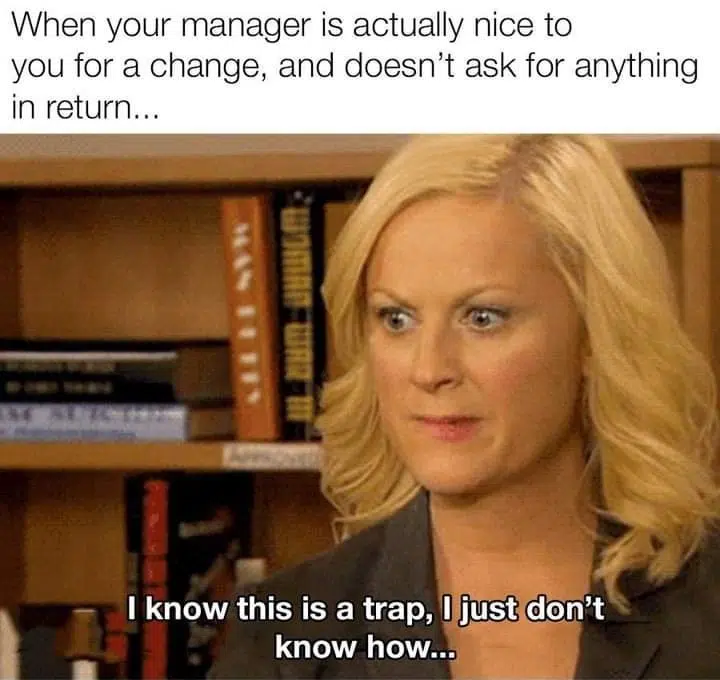 When your manager is actually nice to
you for a change, and doesn’t ask for anything
in return...
I know this is a trap, I just don’t
know how...